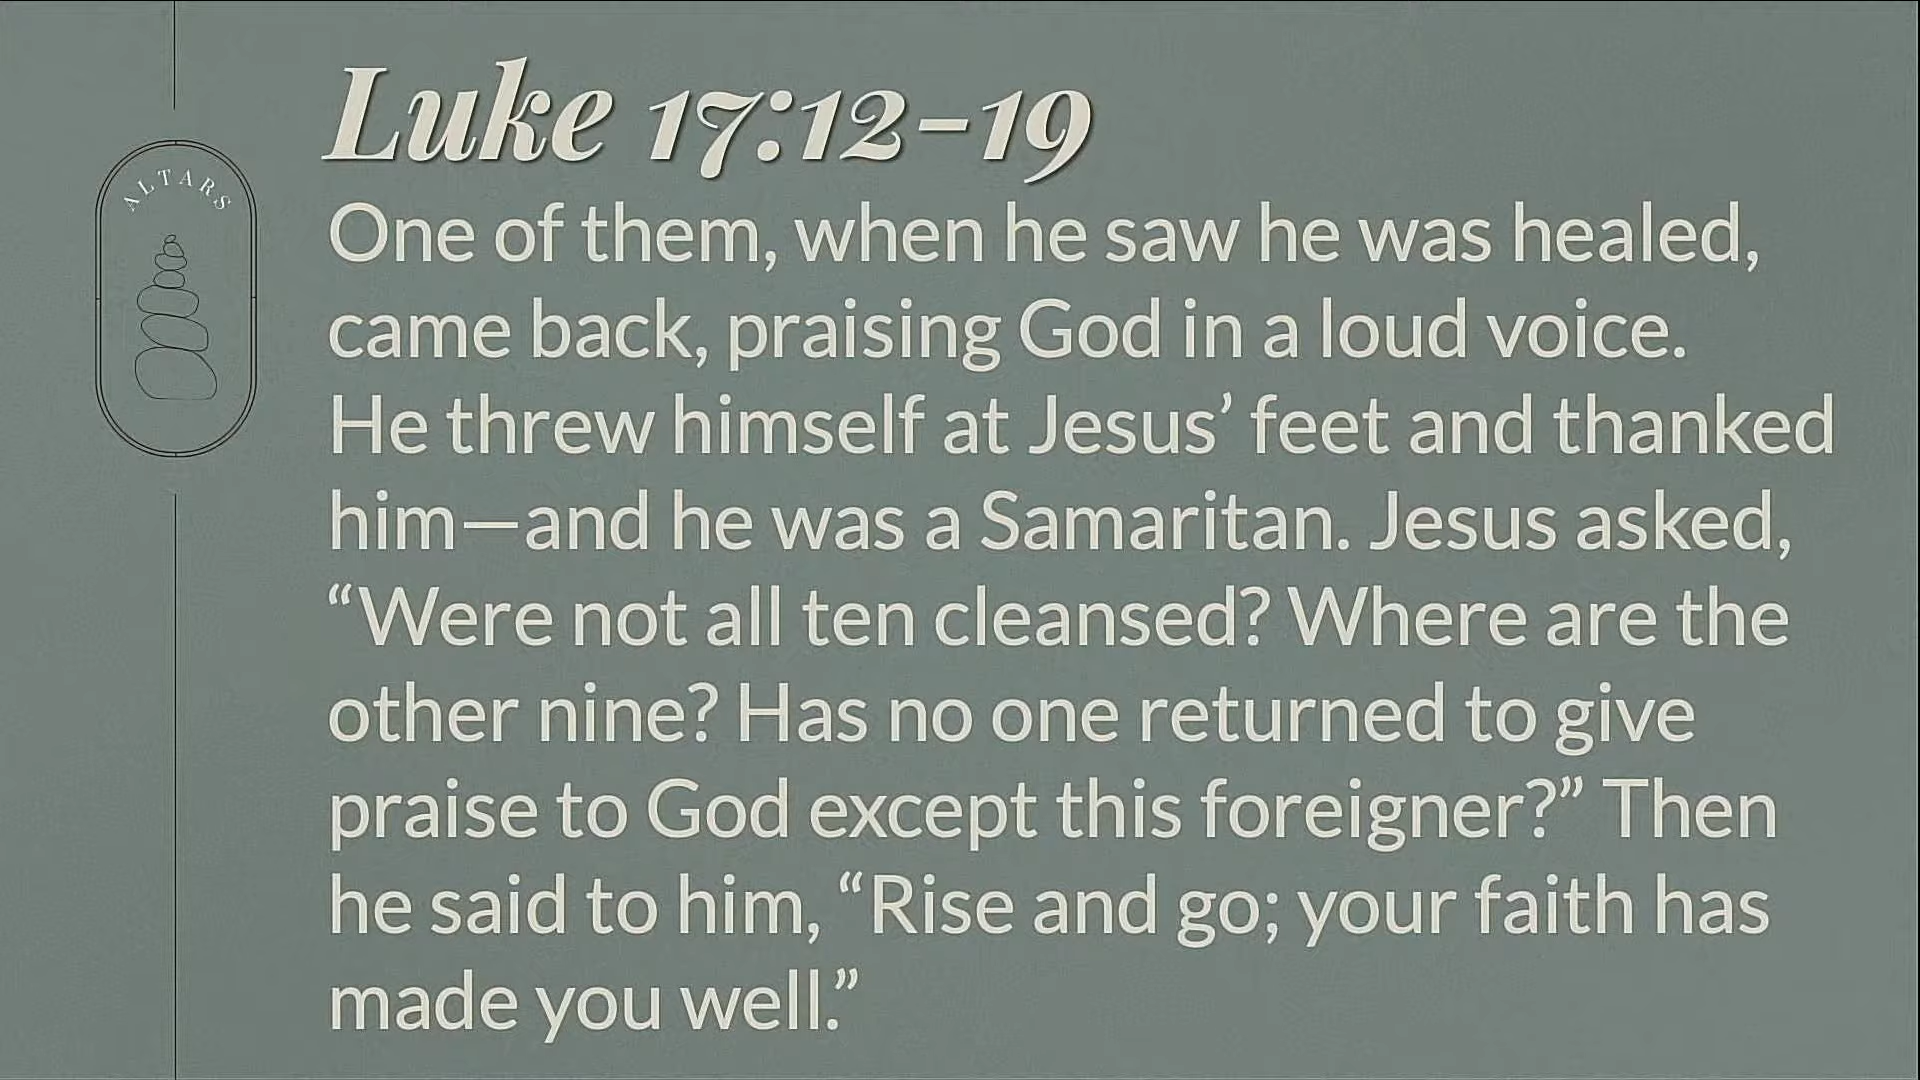 ALTARS
Luke 17:12-19
One of them, when he saw he was healed,
came back, praising God in a loud voice.
He threw himself at Jesus’ feet and thanked
him—and he was a Samaritan. Jesus asked,
“Were not all ten cleansed? Where are the
other nine? Has no one returned to give
praise to God except this foreigner?” Then
he said to him, “Rise and go; your faith has
made you well.”